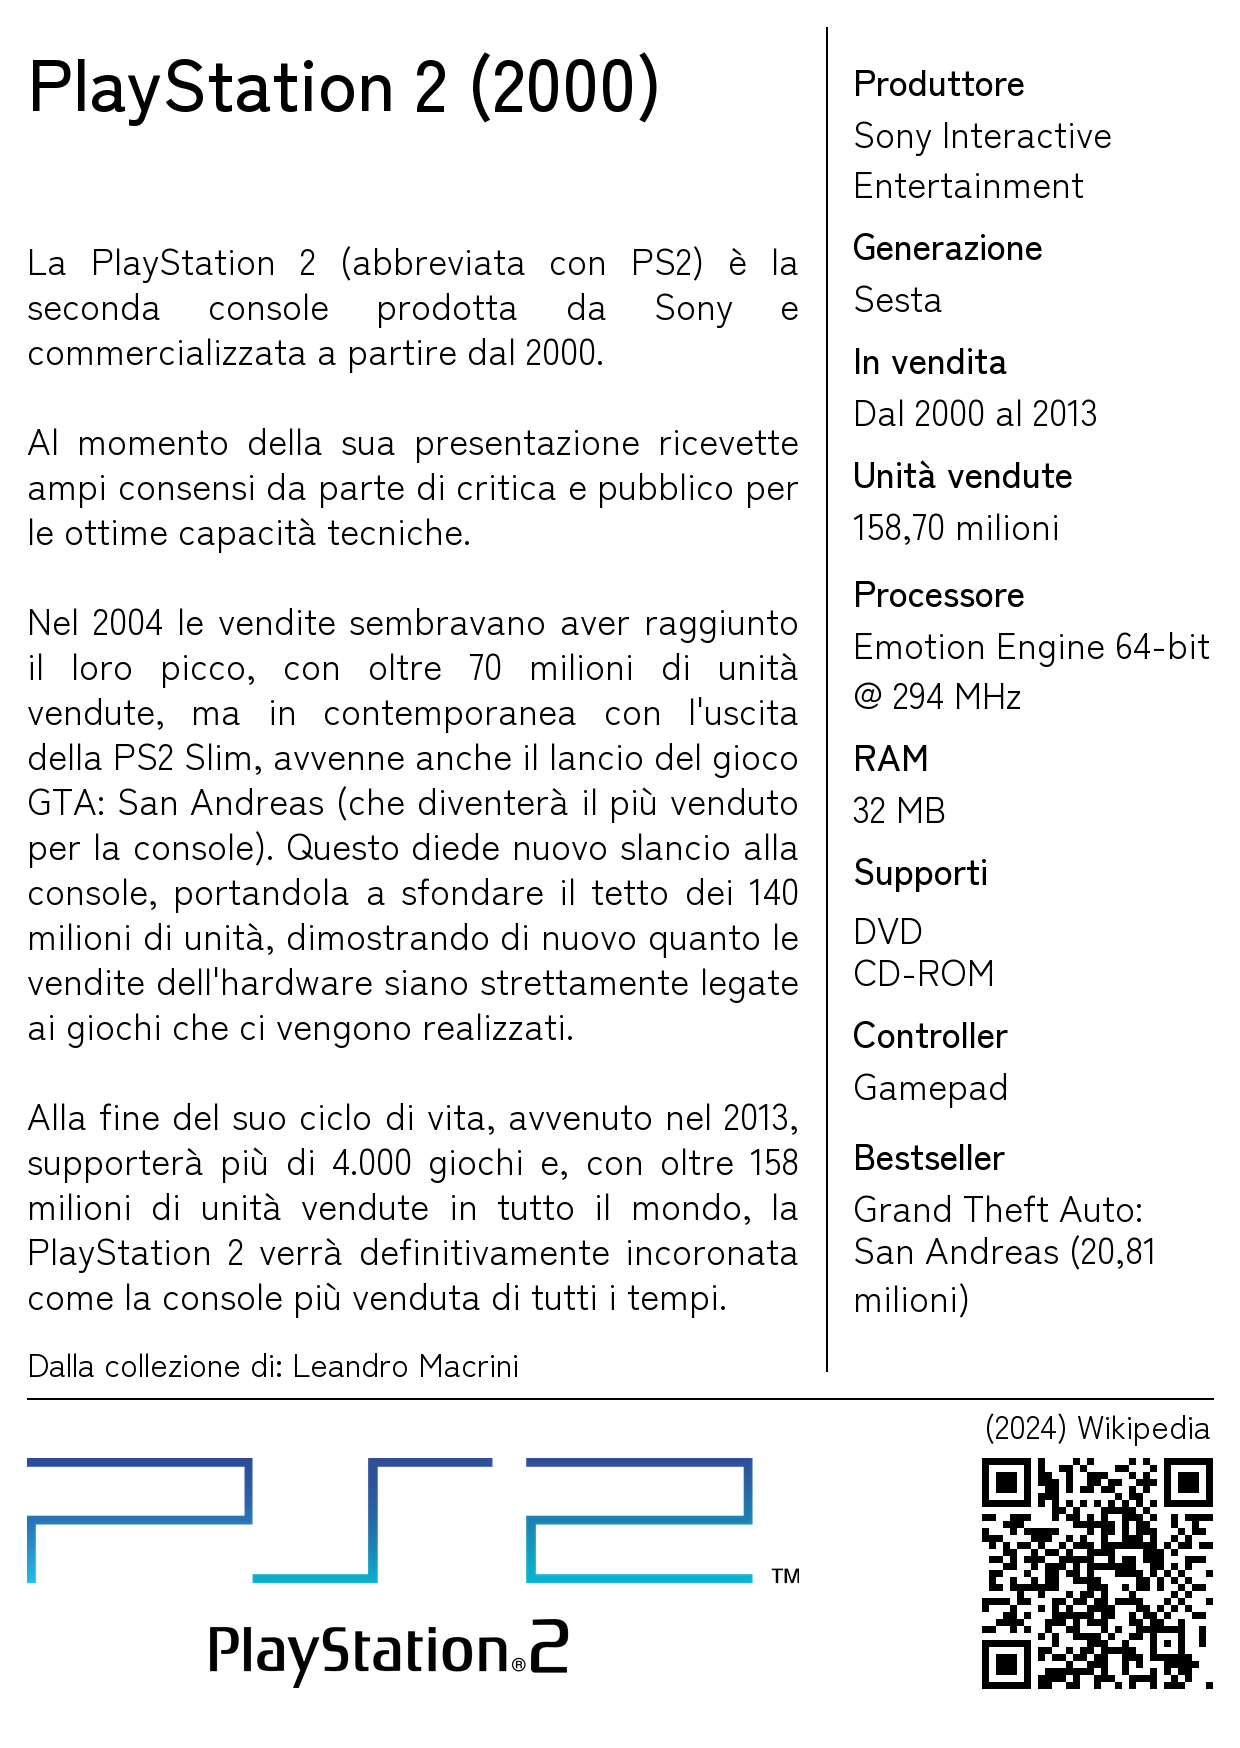 PlayStation 2 (2000)
La PlayStation 2 (abbreviata con PS2) è la
seconda console prodotta da Sony e
commercializzata a partire dal 2000.
Al momento della sua presentazione ricevette
ampi consensi da parte di critica e pubblico per
le ottime capacità tecniche.
Nel 2004 le vendite sembravano aver raggiunto
il loro picco, con oltre 70 milioni di unità
vendute, ma in contemporanea con l'uscita
della PS2 Slim, avvenne anche il lancio del gioco
GTA: San Andreas (che diventerà il più venduto
per la console). Questo diede nuovo slancio alla
console, portandola a sfondare il tetto dei 140
milioni di unità, dimostrando di nuovo quanto le
vendite dell'hardware siano strettamente legate
ai giochi che ci vengono realizzati.
Alla fine del suo ciclo di vita, avvenuto nel 2013,
supporterà più di 4.000 giochi e, con oltre 158
milioni di unità vendute in tutto il mondo, la
PlayStation 2 verrà definitivamente incoronata
come la console più venduta di tutti i tempi.
Dalla collezione di: Leandro Macrini
Produttore
Sony Interactive
Entertainment
Generazione
Sesta
In vendita
Dal 2000 al 2013
Unità vendute
158,70 milioni
Processore
Emotion Engine 64-bit
@ 294 MHz
RAM
32 MB
Supporti
DVD
CD-ROM
Controller
Gamepad
Bestseller
Grand Theft Auto:
San Andreas (20,81
milioni)
PS2 ™
PlayStation®2
(2024) Wikipedia